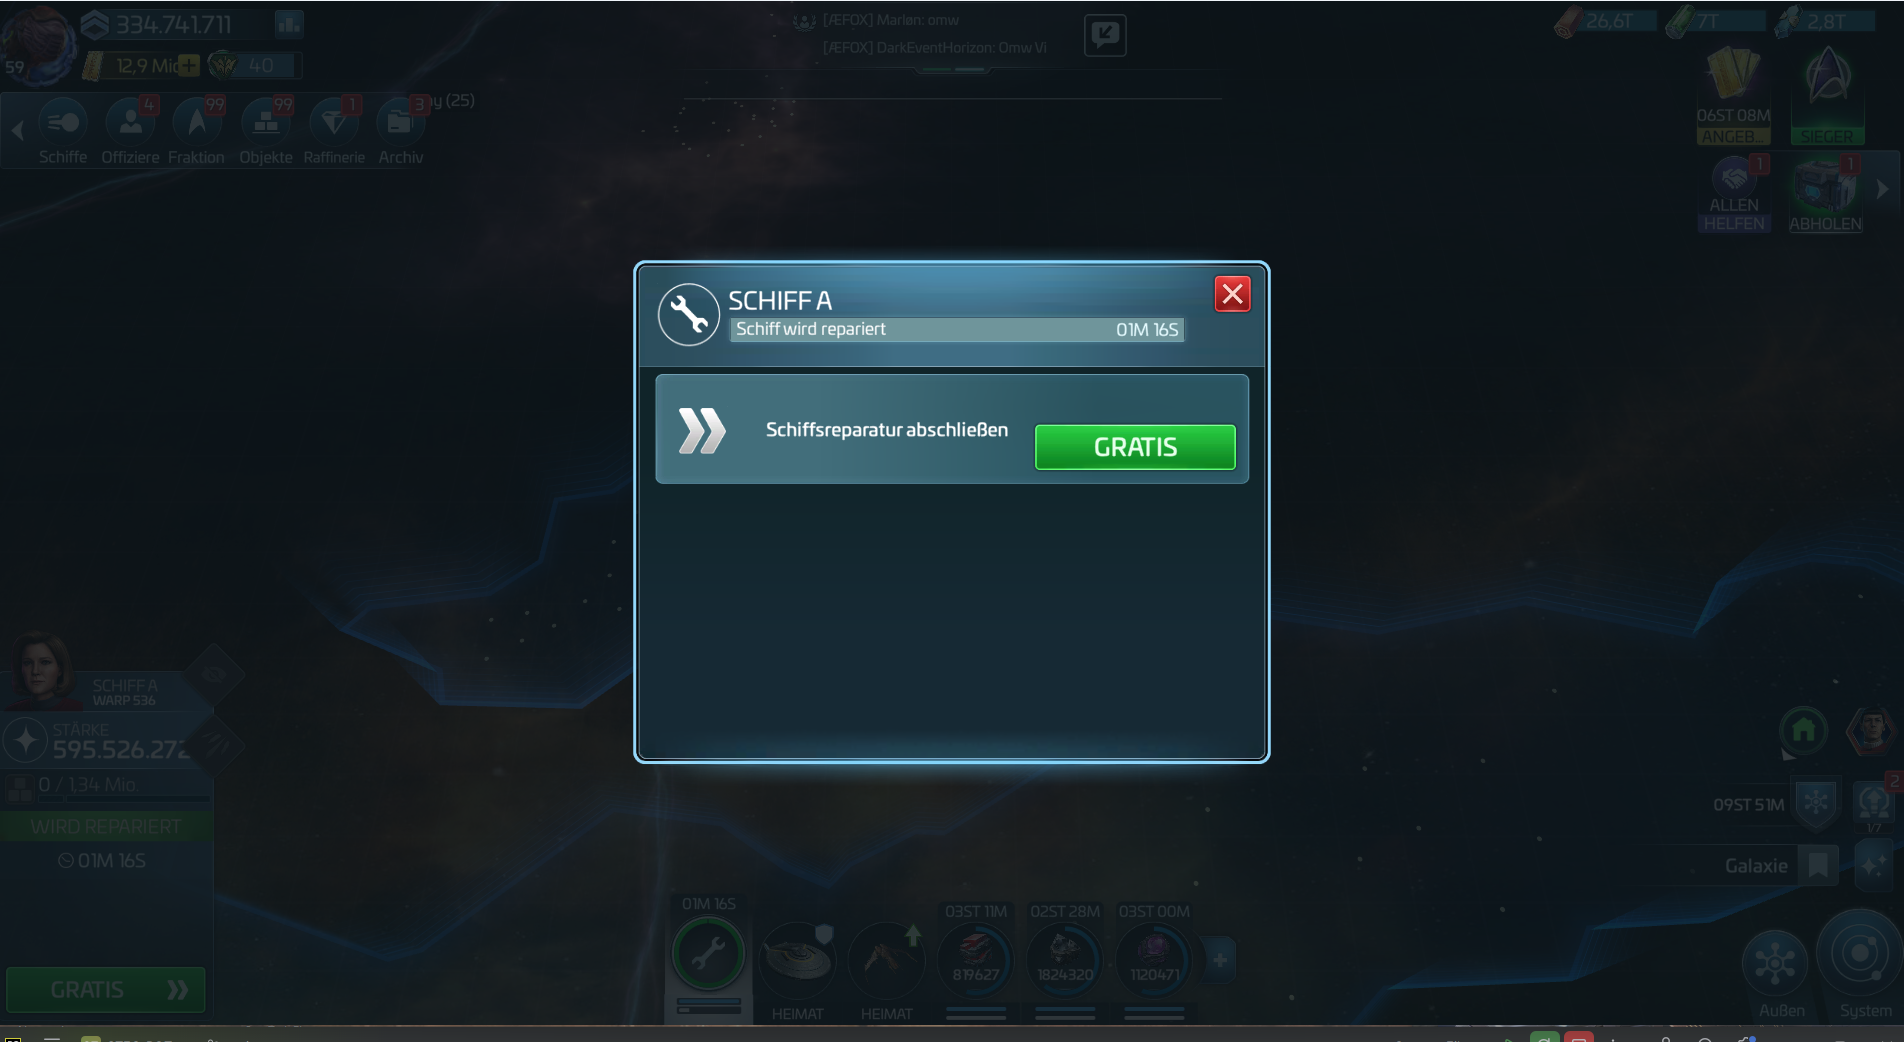 334.741.711
[ÆFOX] Marløn: omw
[ÆFOX] DarkEventHorizon: Omw Vi
26,6T
7T
2,8T
59
12,9 Mio
40
4
99
99
1
3
y (25)
Schiffe
Offiziere
Fraktion
Objekte
Raffinerie
Archiv
06ST 08M
ANGEB...
SIEGER
1
1
ALLEN
HELFEN
ABHOLEN
SCHIFF A
Schiff wird repariert
01M 16S
Schiffsreparatur abschließen
GRATIS
SCHIFF A
WARP 536
STÄRKE
595.526.272
0 / 1,34 Mio.
WIRD REPARIERT
01M 16S
GRATIS
01M 16S
HEIMAT
HEIMAT
03ST 11M
819627
02ST 28M
1824320
03ST 00M
1120471
09ST 51M
2
1/7
Galaxie
Außen
System